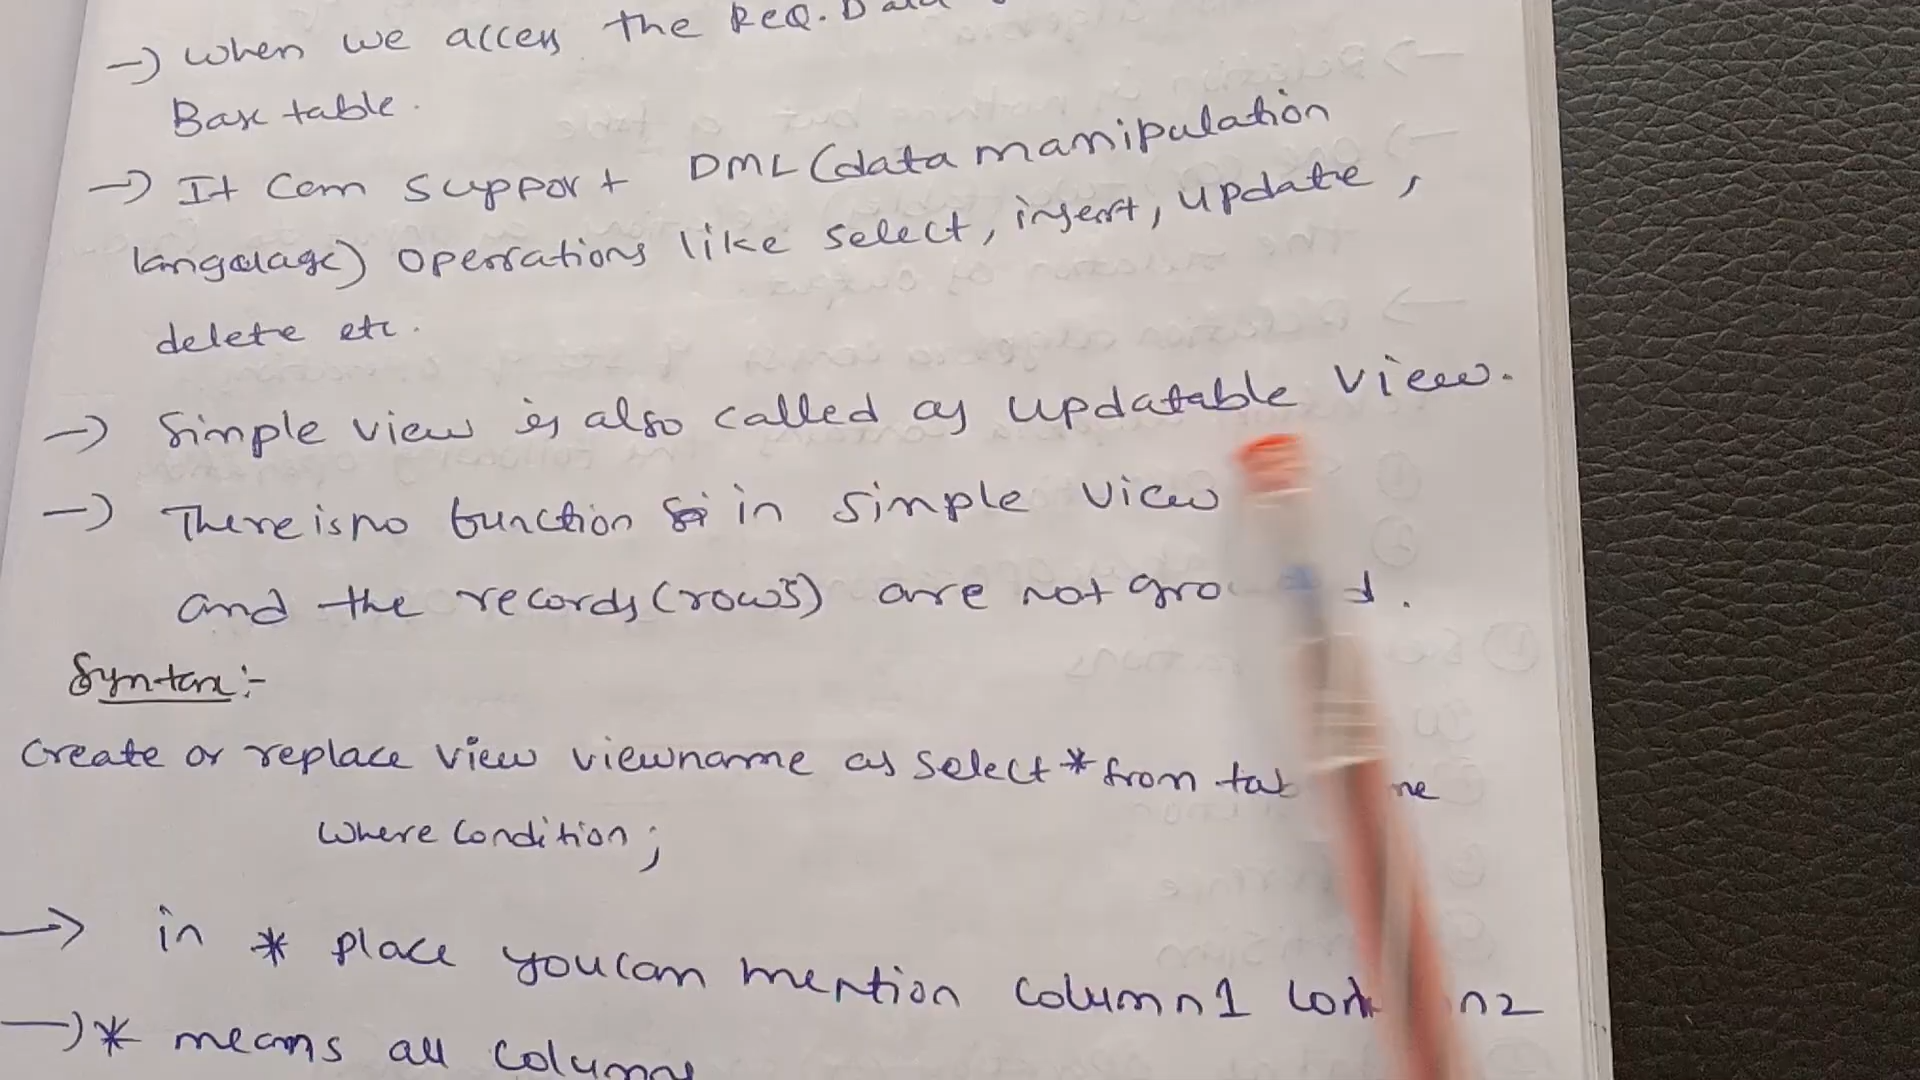 -> when we access the Req. Data
Base table.
-> It can support DML (data manipulation
language) operations like select, insert, update,
delete etc.
-> Simple view is also called as updatable view.
-> There is no function in simple view
and the records (rows) are not
Syntax:-
Create or replace view viewname as select * from
where condition;
-> in * place you can mention column1
-> * means all columns